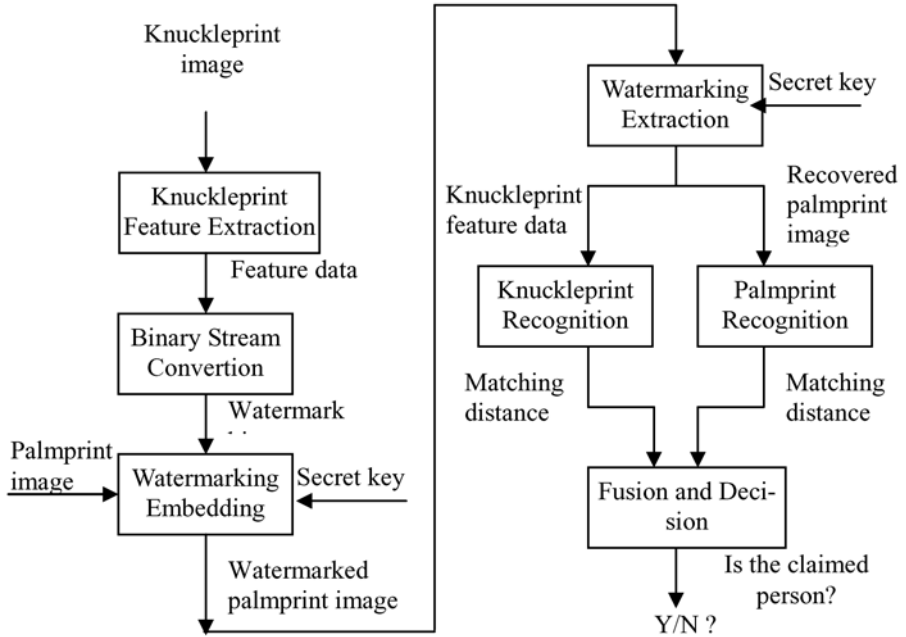 Knuckleprint
image
Knuckleprint
Feature Extraction
Feature data
Binary Stream
Convertion
Watermark
Palmprint
image
Watermarking
Embedding
Secret key
Watermarked
palmprint image
Watermarking
Extraction
Secret key
Knuckleprint
feature data
Recovered
palmprint
image
Knuckleprint
Recognition
Palmprint
Recognition
Matching
distance
Matching
distance
Fusion and Deci-
sion
Is the claimed
person?
Y/N ?